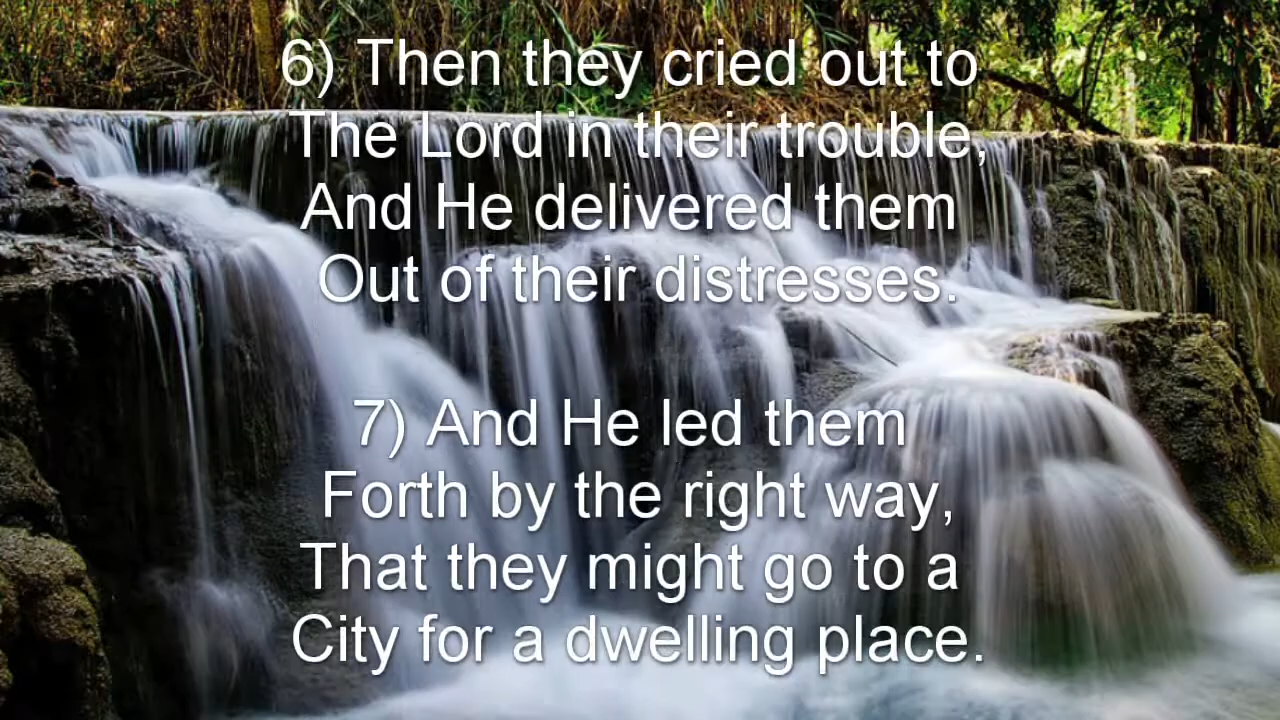 6) Then they cried out to
The Lord in their trouble,
And He delivered them
Out of their distresses.
7) And He led them
Forth by the right way,
That they might go to a
City for a dwelling place.